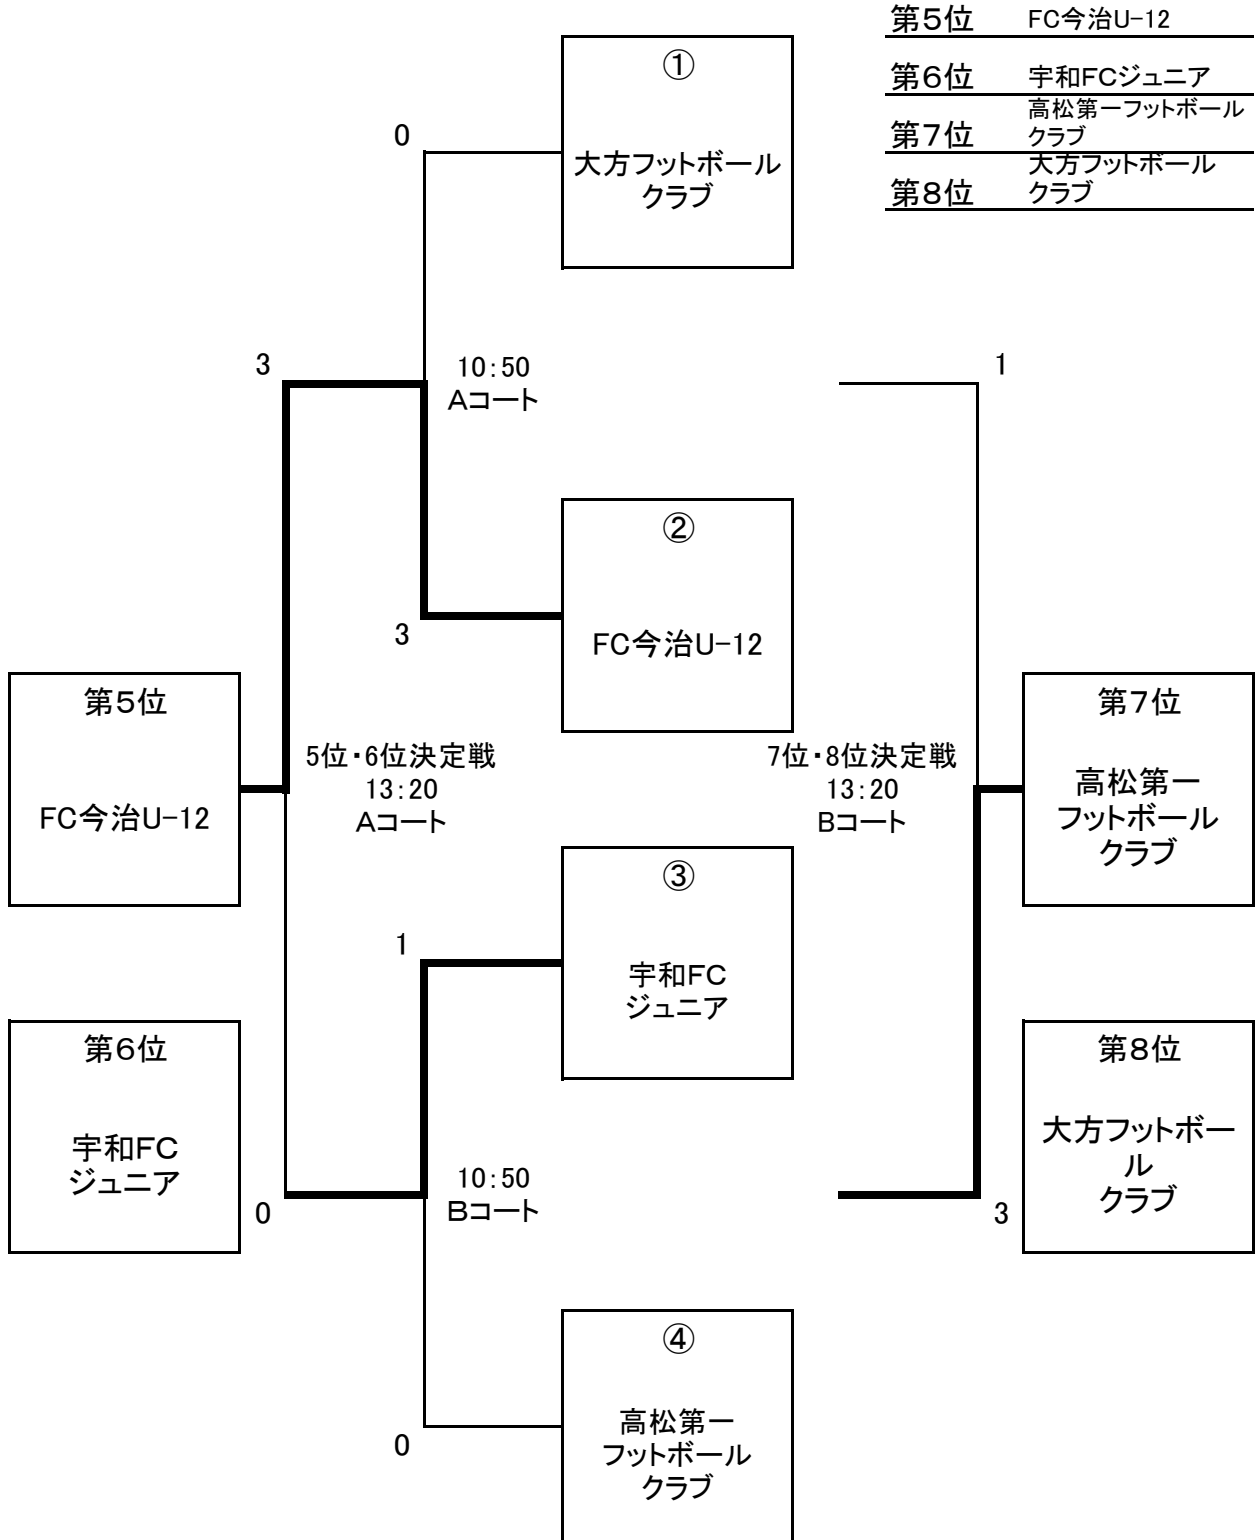 第5位 FC今治U-12
第6位 宇和FCジュニア
第7位 高松第一フットボール
クラブ
第8位 大方フットボール
クラブ
①
大方フットボール
クラブ
0
3
10:50
Aコート
1
②
FC今治U-12
3
第5位
FC今治U-12
5位・6位決定戦
13:20
Aコート
7位・8位決定戦
13:20
Bコート
第7位
高松第一
フットボール
クラブ
③
宇和FC
ジュニア
1
第6位
宇和FC
ジュニア
0
10:50
Bコート
3
第8位
大方フットボー
ル
クラブ
④
高松第一
フットボール
クラブ
0